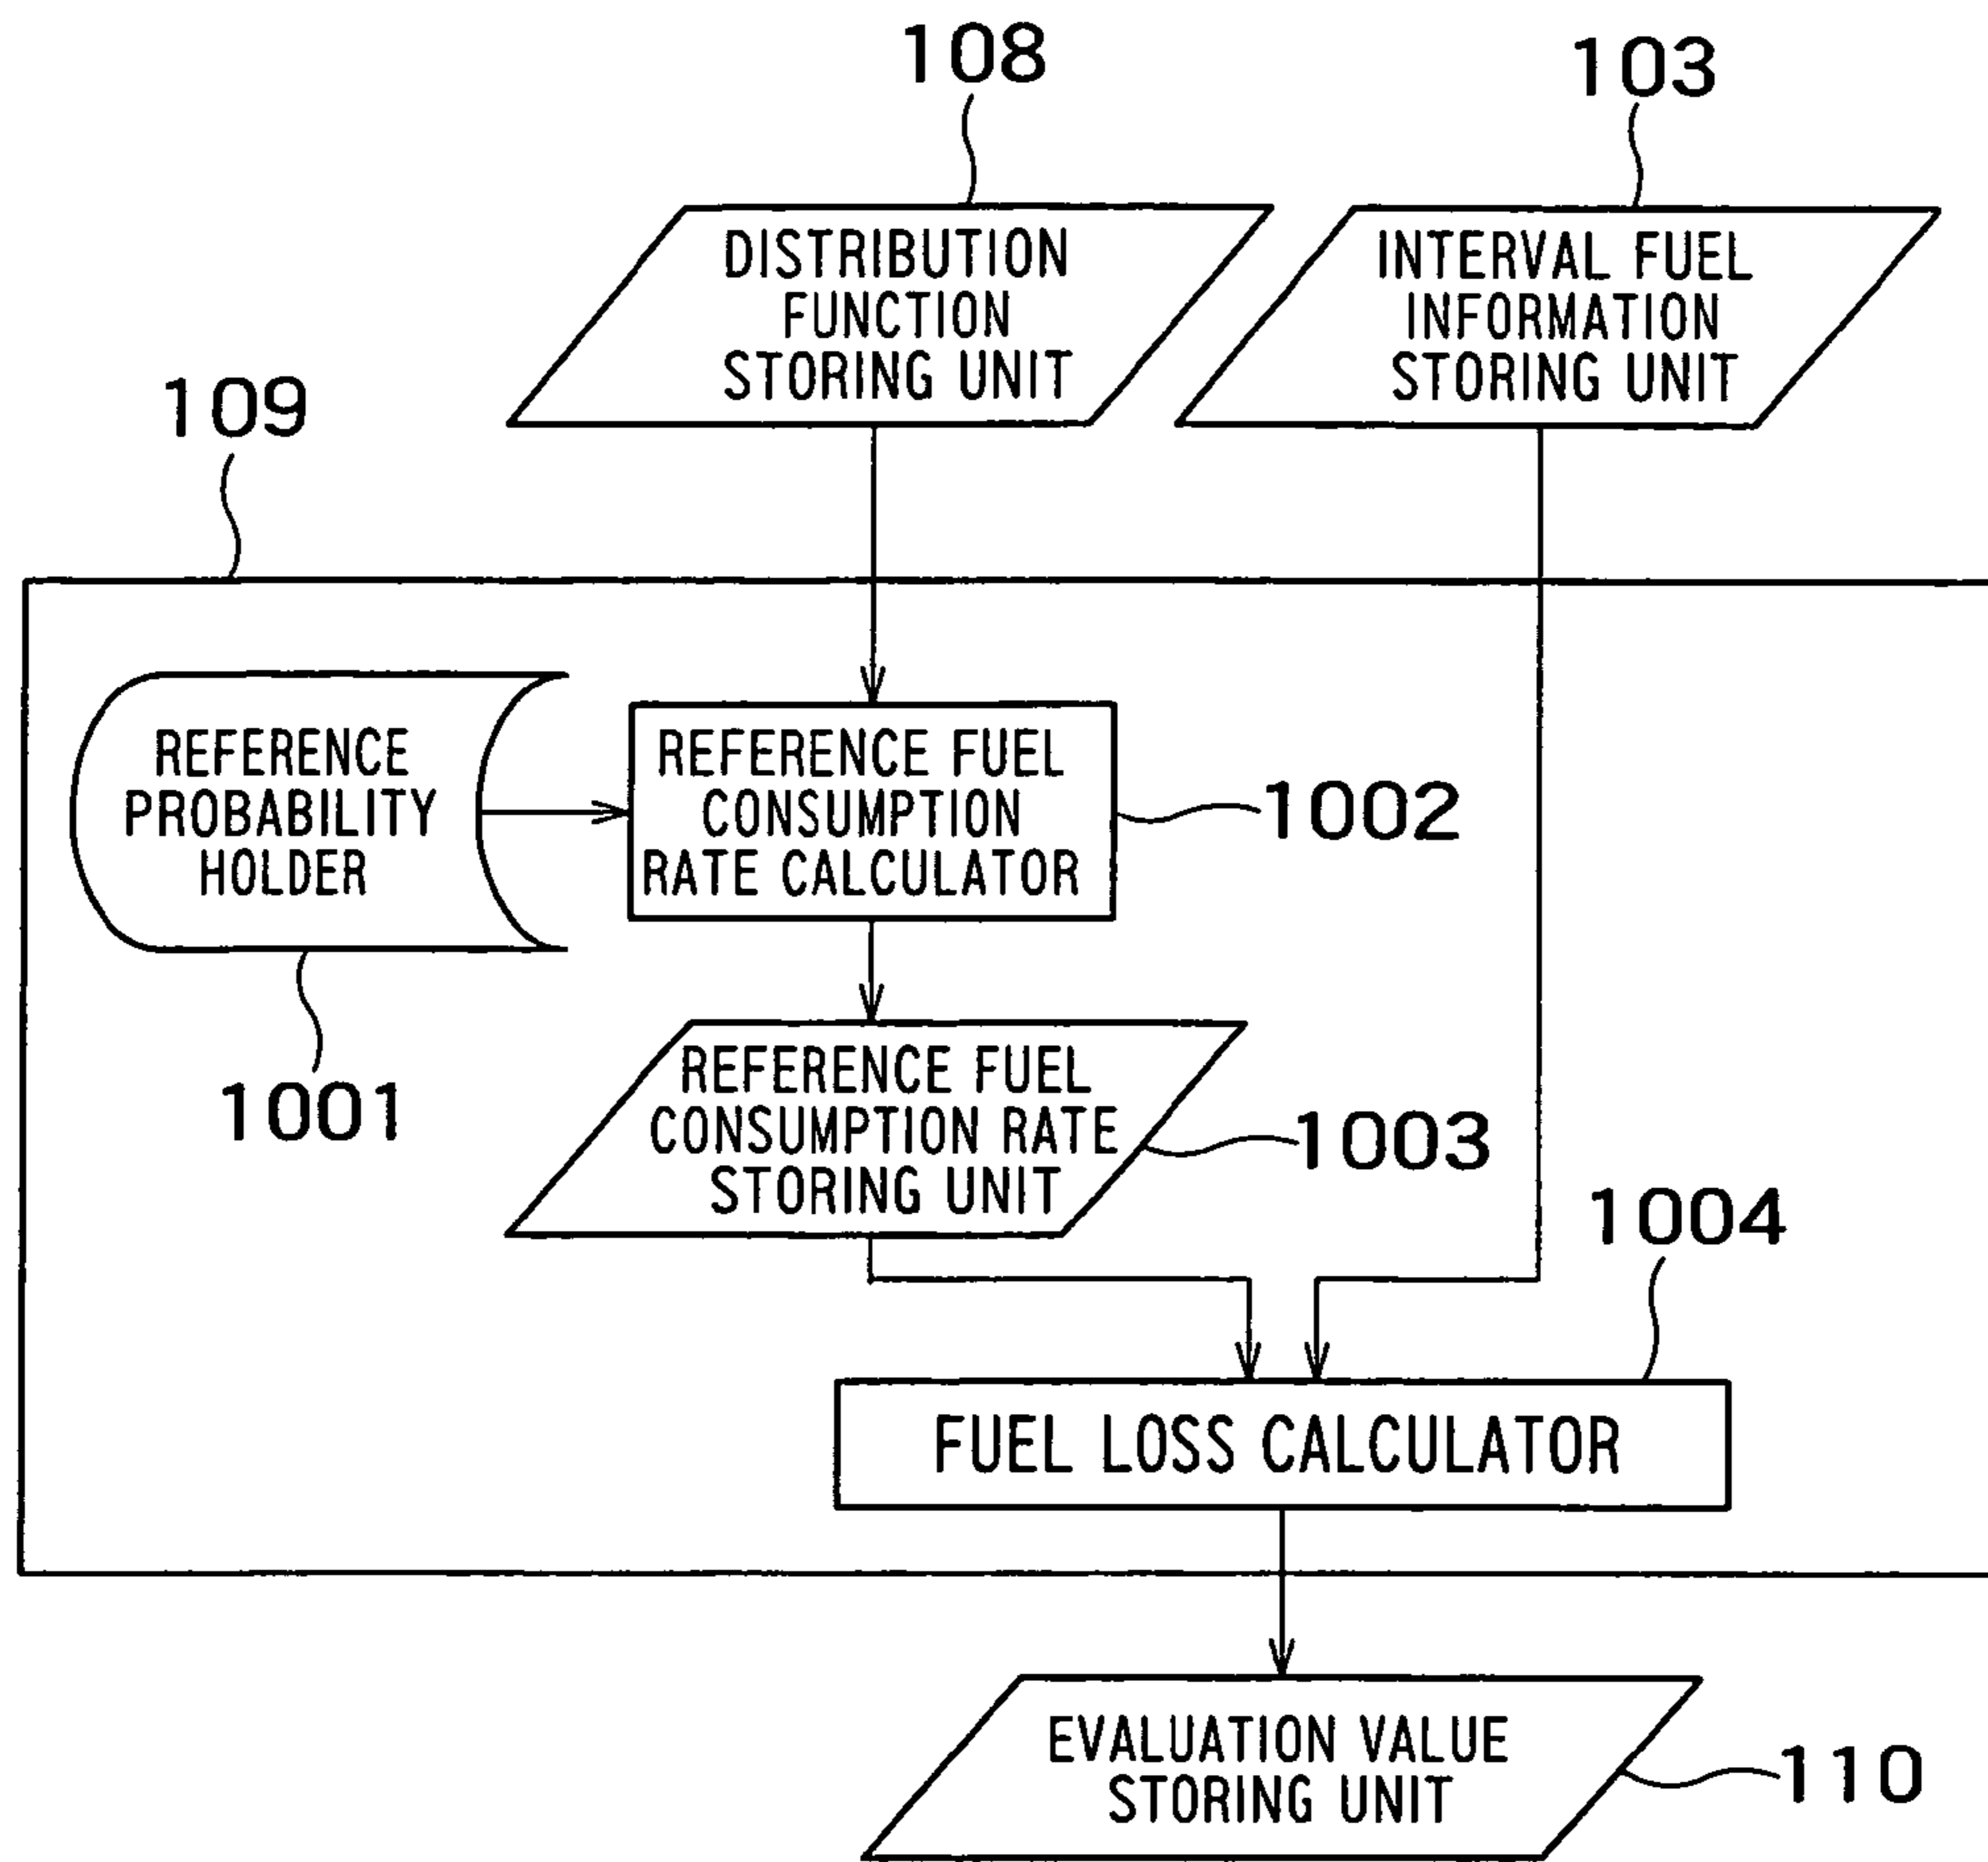 108
103
DISTRIBUTION
FUNCTION
STORING UNIT
INTERVAL FUEL
INFORMATION
STORING UNIT
109
REFERENCE
PROBABILITY
HOLDER
REFERENCE FUEL
CONSUMPTION
RATE CALCULATOR
1002
1001
REFERENCE FUEL
CONSUMPTION RATE
STORING UNIT
1003
1004
FUEL LOSS CALCULATOR
EVALUATION VALUE
STORING UNIT
110